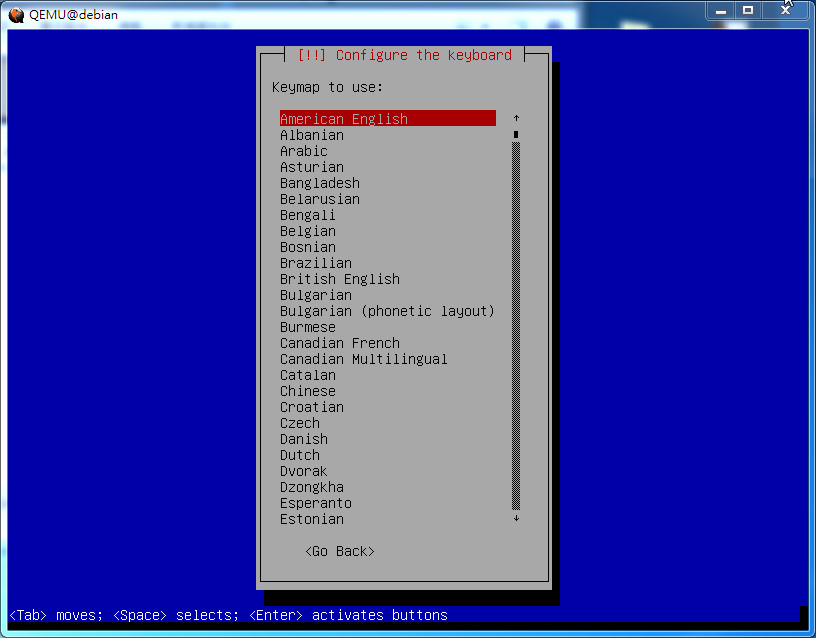 QEMU@debian
[!!] Configure the keyboard
Keymap to use:
American English
Albanian
Arabic
Asturian
Bangladesh
Belarusian
Bengali
Belgian
Bosnian
Brazilian
British English
Bulgarian
Bulgarian (phonetic layout)
Burmese
Canadian French
Canadian Multilingual
Catalan
Chinese
Croatian
Czech
Danish
Dutch
Dvorak
Dzongkha
Esperanto
Estonian
<Go Back>
<Tab> moves; <Space> selects; <Enter> activates buttons